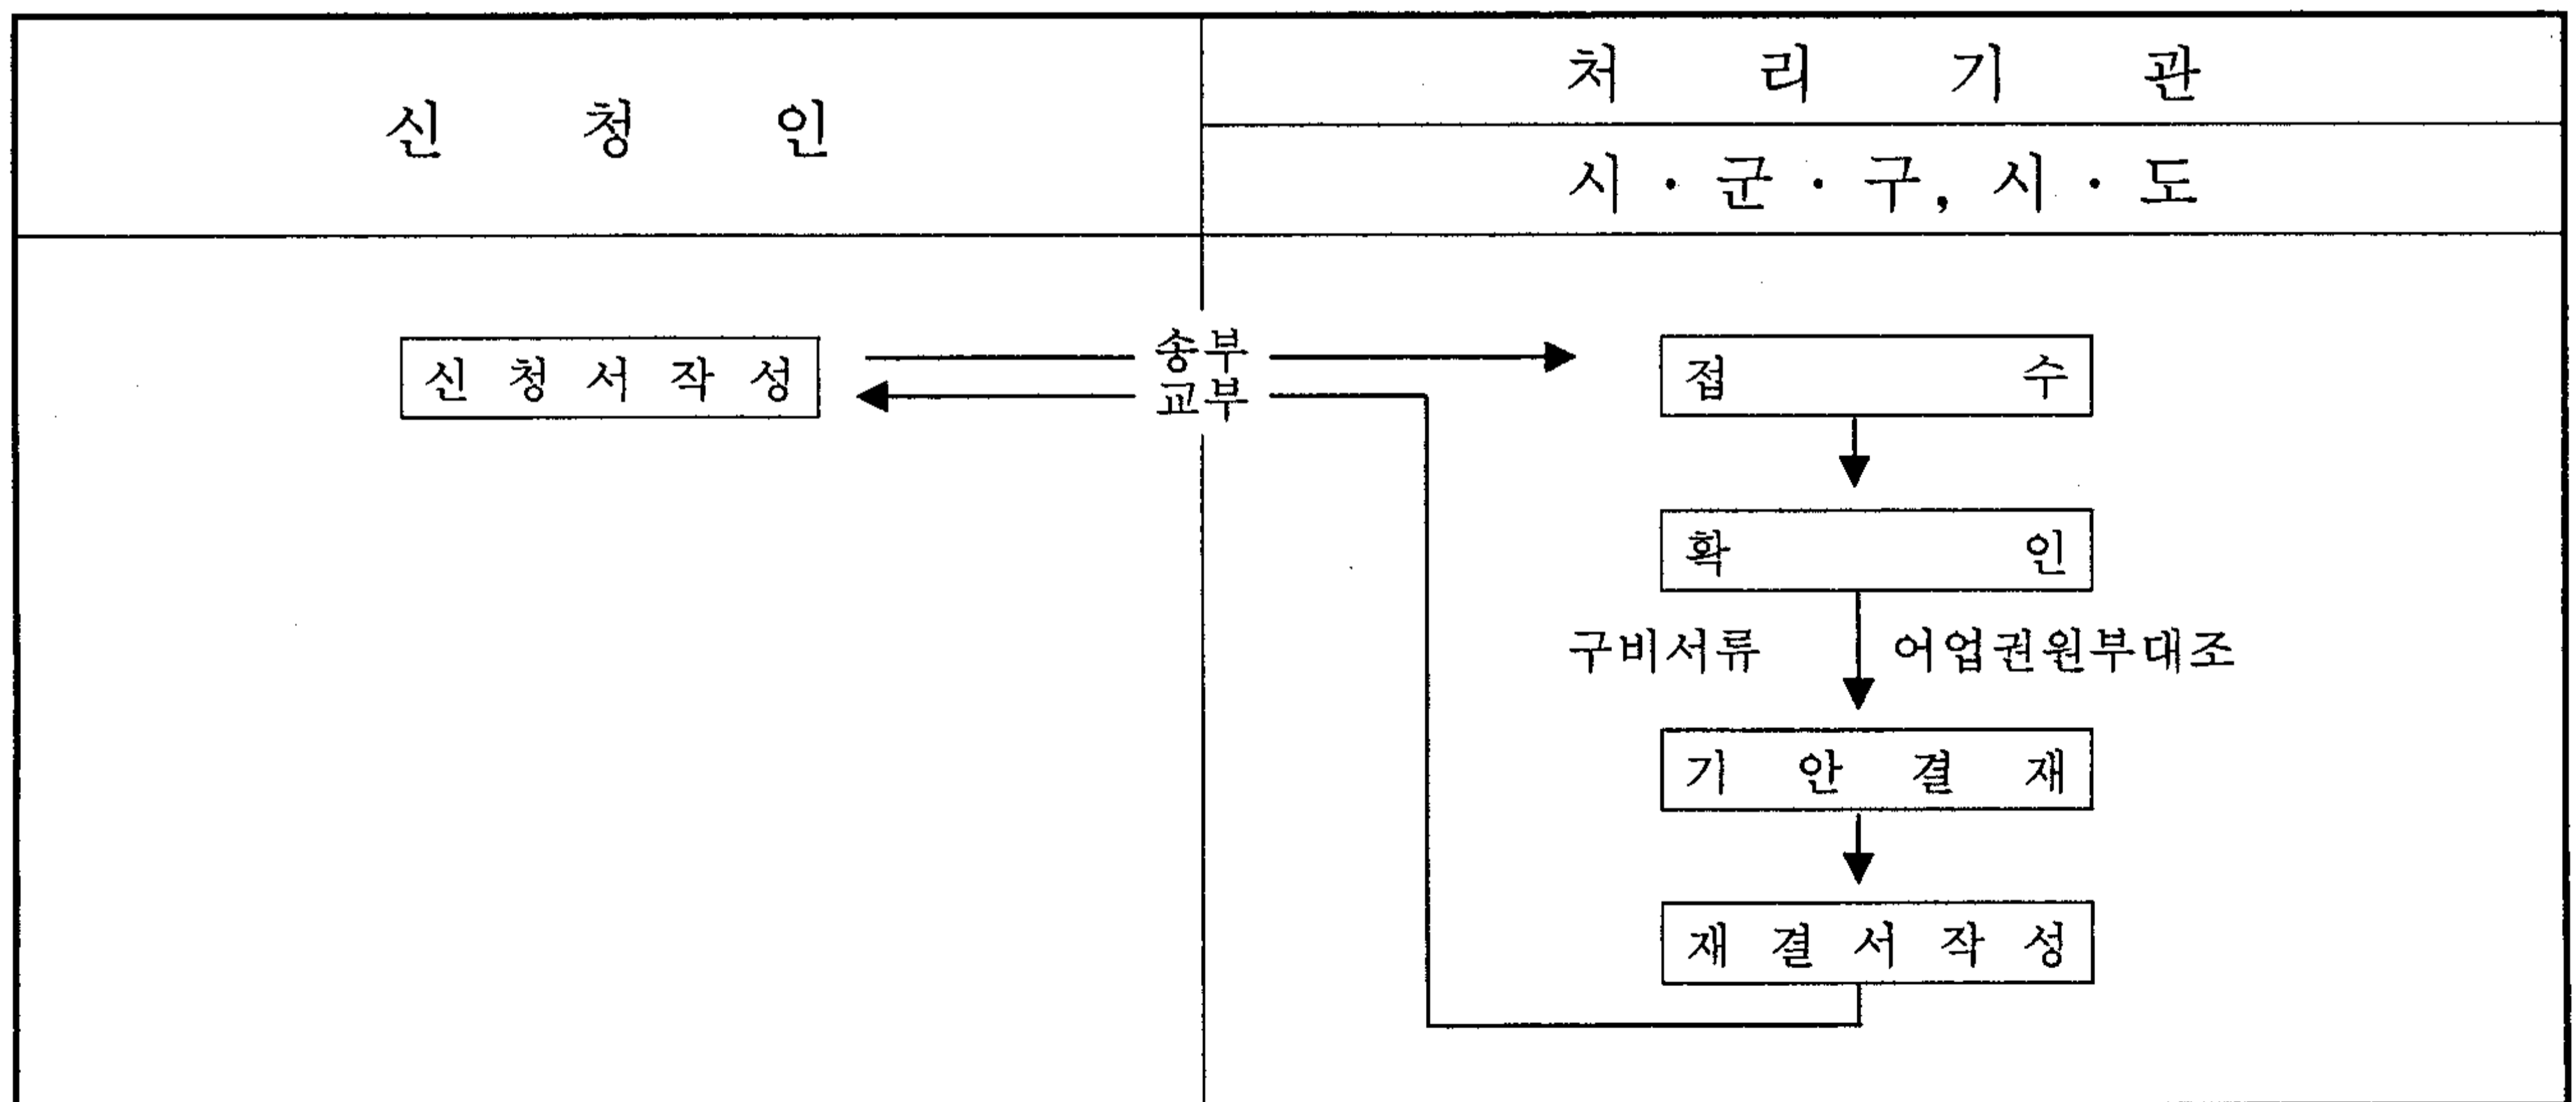 신 청 인
처 리 기 관
시 · 군 · 구, 시 · 도
신 청 서 작 성
송부
교부
접 수
확 인
구비서류
어업권원부대조
기 안 결 재
재 결 서 작 성